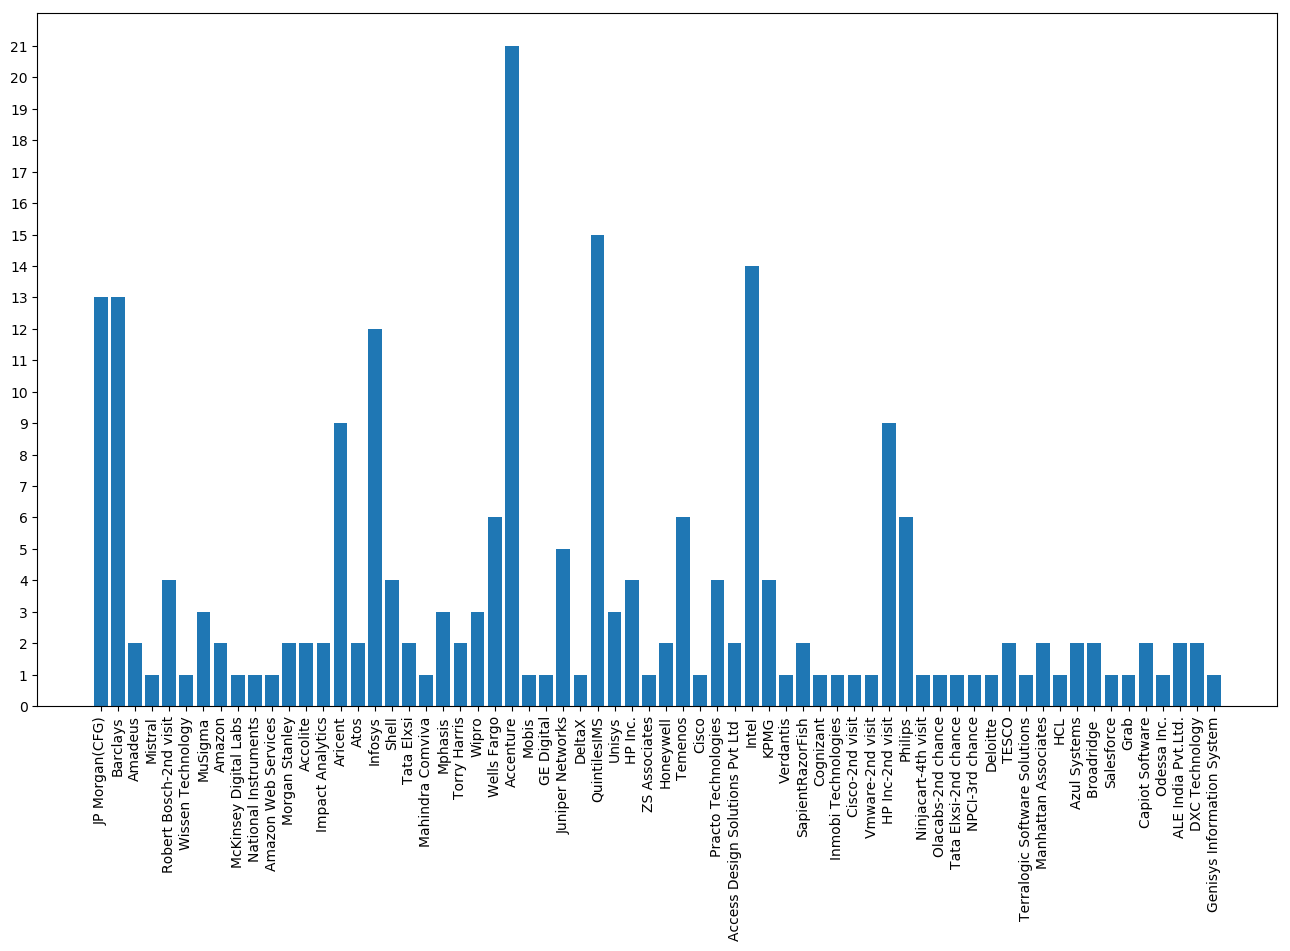 21
20
19
18
17
16
15
14
13
12
11
10
9
8
7
6
5
4
3
2
1
0
JP Morgan(CFG)
Barclays
Amadeus
Mistral
Robert Bosch-2nd visit
Wissen Technology
MuSigma
Amazon
McKinsey Digital Labs
National Instruments
Amazon Web Services
Morgan Stanley
Accolite
Impact Analytics
Aricent
Atos
Infosys
Shell
Tata Elxsi
Mahindra Comviva
Mphasis
Torry Harris
Wipro
Wells Fargo
Accenture
Mobis
GE Digital
Juniper Networks
DeltaX
QuintilesIMS
Unisys
HP Inc.
ZS Associates
Honeywell
Temenos
Cisco
Practo Technologies
Access Design Solutions Pvt Ltd
Intel
KPMG
Verdantis
SapientRazorFish
Cognizant
Inmobi Technologies
Cisco-2nd visit
Vmware-2nd visit
HP Inc-2nd visit
Philips
Ninjacart-4th visit
Olacabs-2nd chance
Tata Elxsi-2nd chance
NPCI-3rd chance
Deloitte
TESCO
Terralogic Software Solutions
Manhattan Associates
HCL
Azul Systems
Broadridge
Salesforce
Grab
Capiot Software
Odessa Inc.
ALE India Pvt.Ltd.
DXC Technology
Genisys Information System